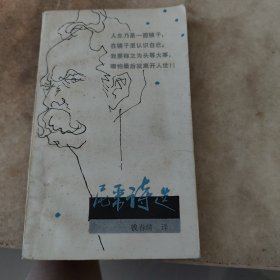 人生乃是一面镜子，
在镜子里认识自己，
我要称之为头等大事，
哪怕最后就离开人世!!
尼采诗选
钱春绮 译